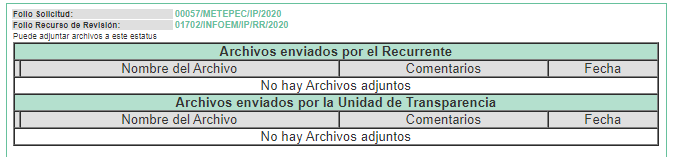 Folio Solicitud: 00057/METEPEC/IP/2020
Folio Recurso de Revisión: 01702/INFOEM/IP/RR/2020
Puede adjuntar archivos a este estatus
Archivos enviados por el Recurrente
Nombre del Archivo Comentarios Fecha
No hay Archivos adjuntos
Archivos enviados por la Unidad de Transparencia
Nombre del Archivo Comentarios Fecha
No hay Archivos adjuntos